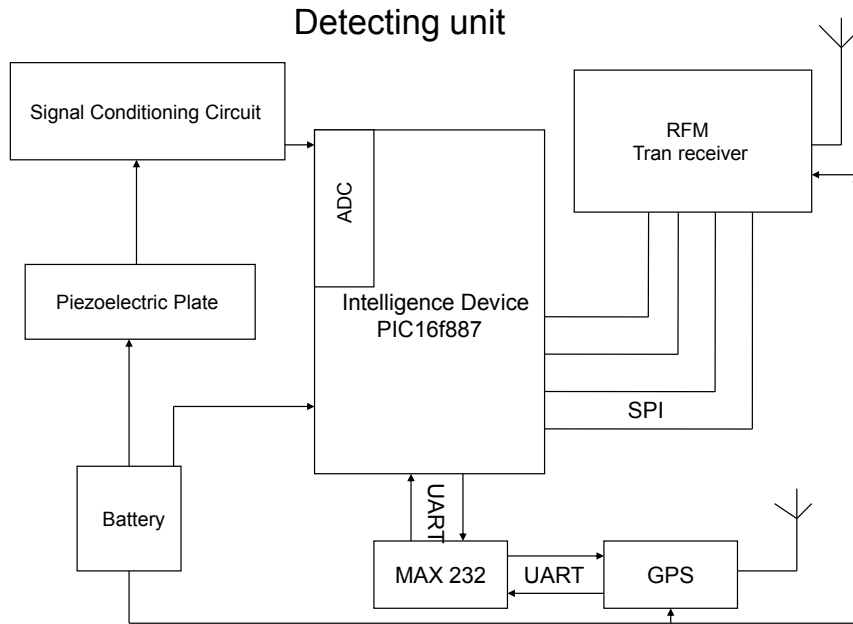 Detecting unit
Signal Conditioning Circuit
RFM
Tran receiver
ADC
Piezoelectric Plate
Intelligence Device
PIC16f887
SPI
Battery
UART
MAX 232
UART
GPS